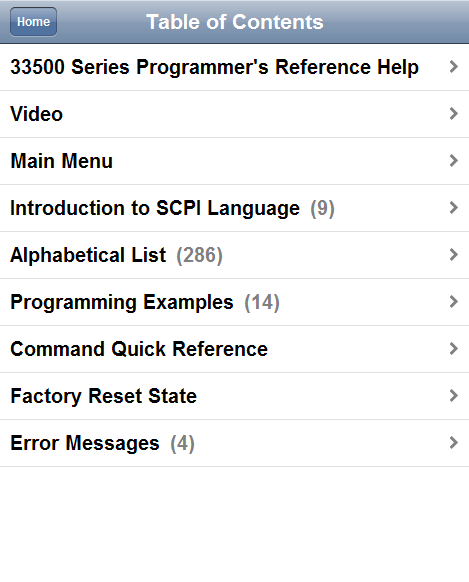 Home
Table of Contents
33500 Series Programmer's Reference Help
Video
Main Menu
Introduction to SCPI Language (9)
Alphabetical List (286)
Programming Examples (14)
Command Quick Reference
Factory Reset State
Error Messages (4)